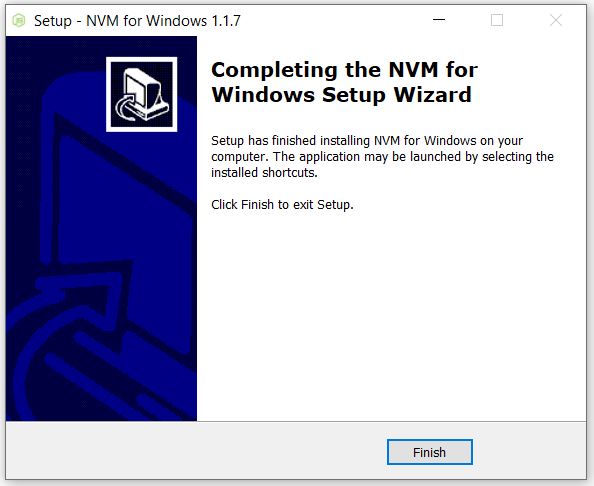 Setup - NVM for Windows 1.1.7
Completing the NVM for
Windows Setup Wizard
Setup has finished installing NVM for Windows on your
computer. The application may be launched by selecting the
installed shortcuts.
Click Finish to exit Setup.
Finish